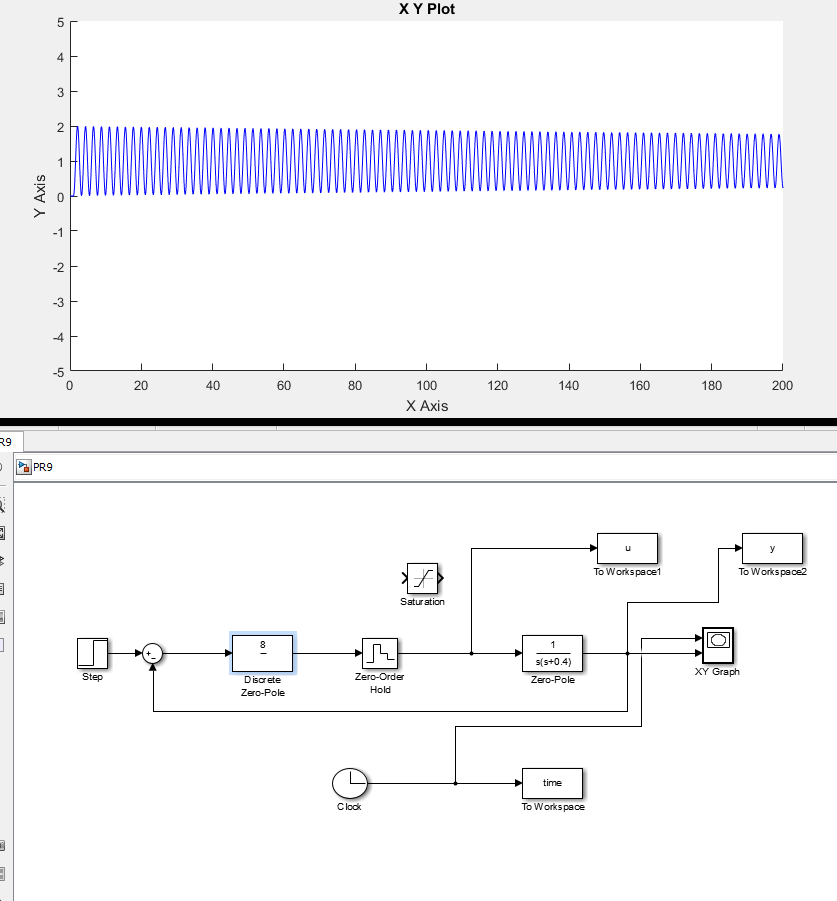 X Y Plot
5
4
3
2
1
0
-1
-2
-3
-4
-5
Y Axis
0 20 40 60 80 100 120 140 160 180 200
X Axis
R9
PR9
u
To Workspace1
y
To Workspace2
Saturation
Step
+
-
8
Discrete
Zero-Pole
Zero-Order
Hold
1
s(s+0.4)
Zero-Pole
XY Graph
Clock
time
To Workspace